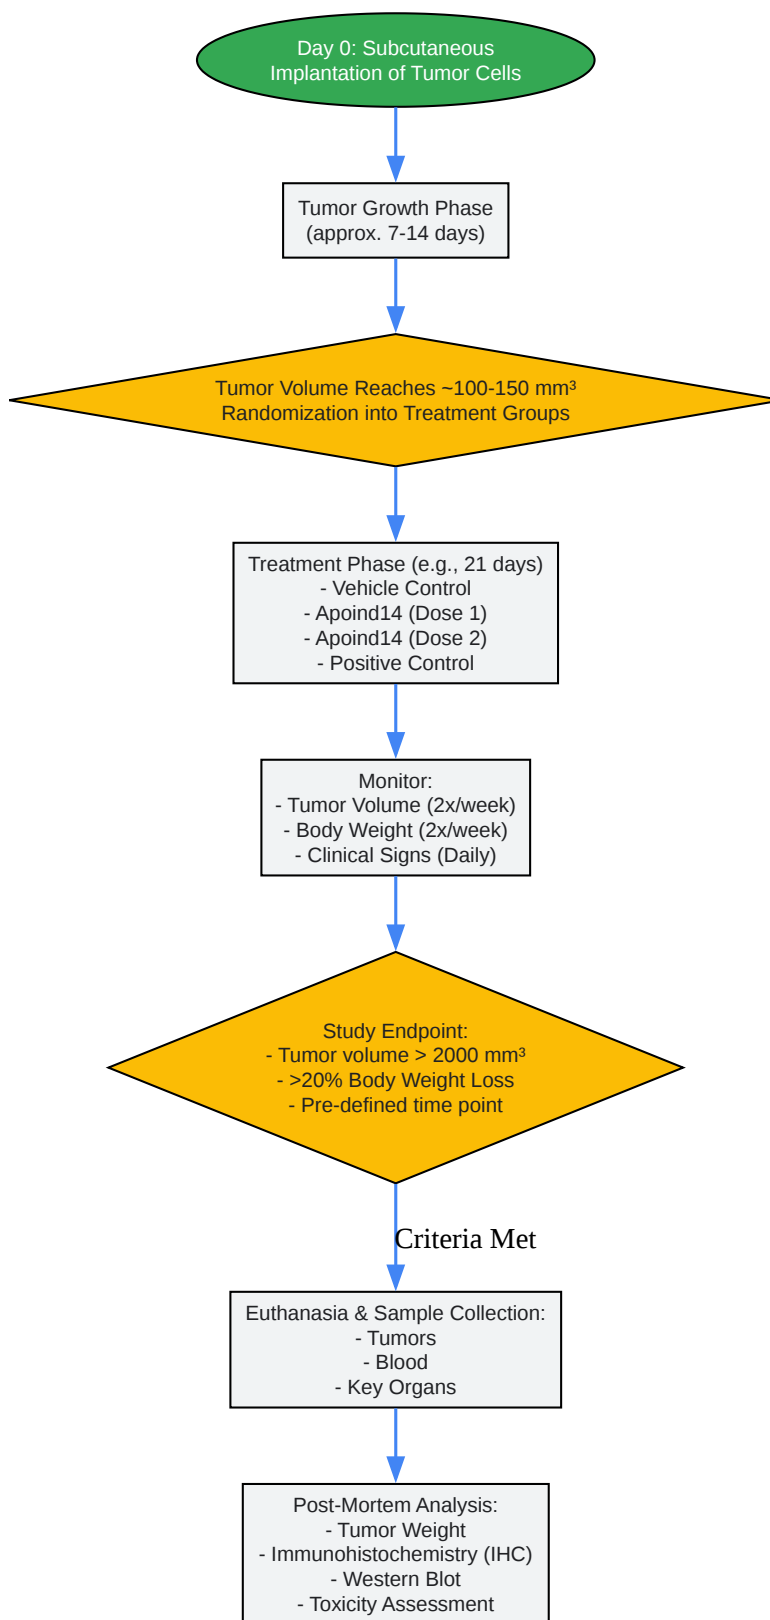 Day 0: Subcutaneous
Implantation of Tumor Cells
Tumor Growth Phase
(approx. 7-14 days)
Tumor Volume Reaches ~100-150 mm³
Randomization into Treatment Groups
Treatment Phase (e.g., 21 days)
- Vehicle Control
- Apoind14 (Dose 1)
- Apoind14 (Dose 2)
- Positive Control
Monitor:
- Tumor Volume (2x/week)
- Body Weight (2x/week)
- Clinical Signs (Daily)
Study Endpoint:
- Tumor volume > 2000 mm³
- >20% Body Weight Loss
- Pre-defined time point
Criteria Met
Euthanasia & Sample Collection:
- Tumors
- Blood
- Key Organs
Post-Mortem Analysis:
- Tumor Weight
- Immunohistochemistry (IHC)
- Western Blot
- Toxicity Assessment